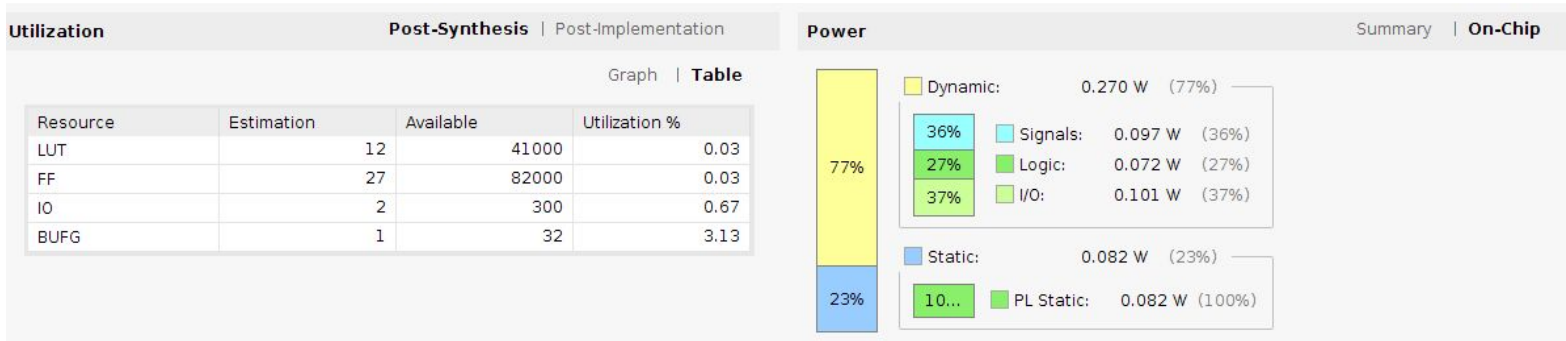 Utilization Post-Synthesis | Post-Implementation
Graph | Table
Resource Estimation Available Utilization %
LUT 12 41000 0.03
FF 27 82000 0.03
IO 2 300 0.67
BUFG 1 32 3.13
Power Summary | On-Chip
77%
23%
Dynamic: 0.270 W (77%)
36% Signals: 0.097 W (36%)
27% Logic: 0.072 W (27%)
37% I/O: 0.101 W (37%)
Static: 0.082 W (23%)
10... PL Static: 0.082 W (100%)